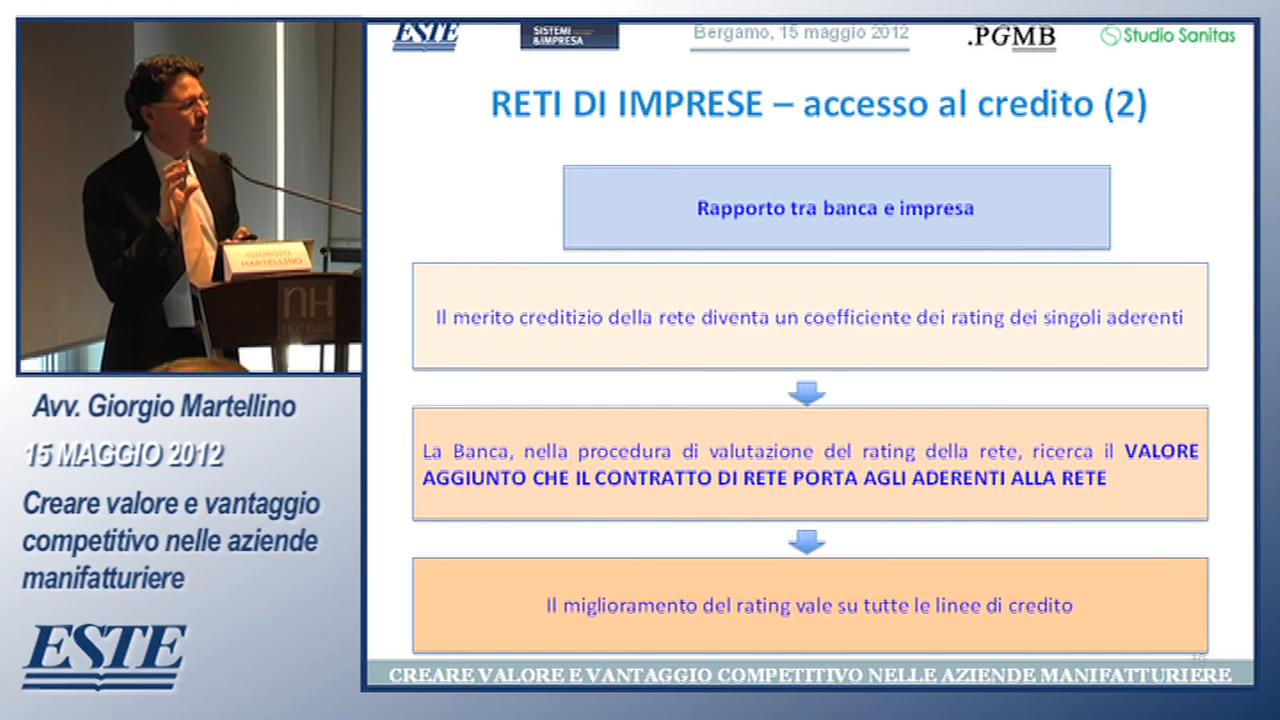 ESTE
SISTEMI
&IMPRESA
Bergamo, 15 maggio 2012
.PGMB
Studio Sanitas
RETI DI IMPRESE – accesso al credito (2)
Rapporto tra banca e impresa
Il merito creditizio della rete diventa un coefficiente dei rating dei singoli aderenti
La Banca, nella procedura di valutazione del rating della rete, ricerca il VALORE
AGGIUNTO CHE IL CONTRATTO DI RETE PORTA AGLI ADERENTI ALLA RETE
Il miglioramento del rating vale su tutte le linee di credito
CREARE VALORE E VANTAGGIO COMPETITIVO NELLE AZIENDE MANIFATTURIERE
GIORGIO
MARTELLINO
NH
HOTELES
Avv. Giorgio Martellino
15 MAGGIO 2012
Creare valore e vantaggio
competitivo nelle aziende
manifatturiere
ESTE